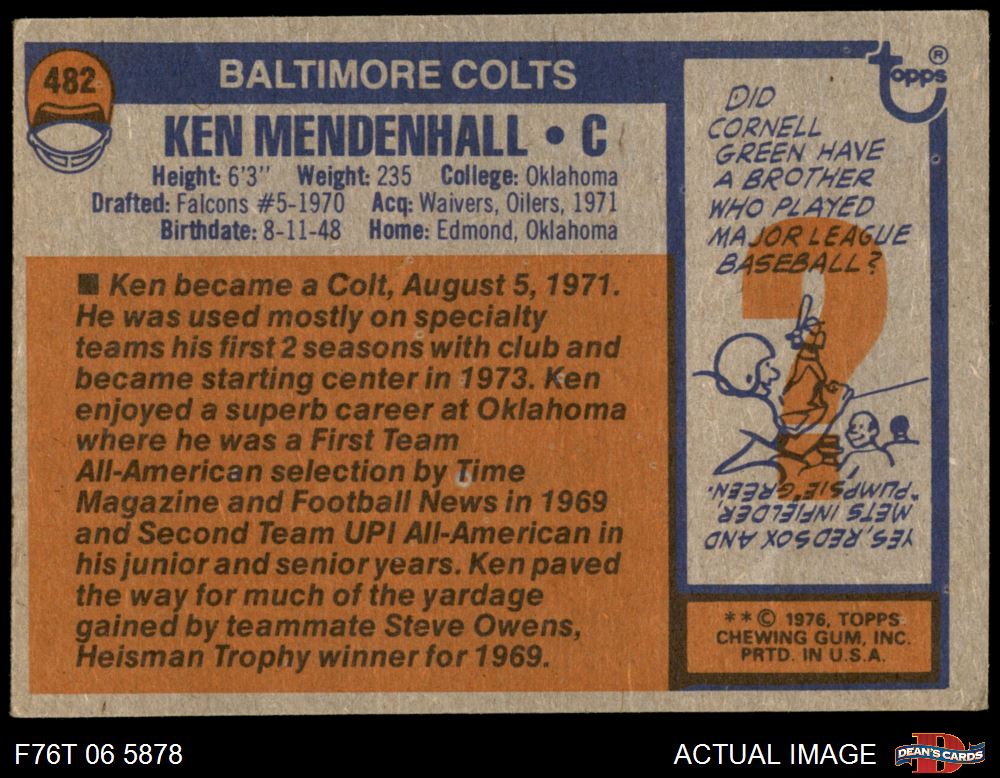 482
BALTIMORE COLTS
KEN MENDENHALL • C
Height: 6'3" Weight: 235 College: Oklahoma
Drafted: Falcons #5-1970 Acq: Waivers, Oilers, 1971
Birthdate: 8-11-48 Home: Edmond, Oklahoma
■ Ken became a Colt, August 5, 1971.
He was used mostly on specialty
teams his first 2 seasons with club and
became starting center in 1973. Ken
enjoyed a superb career at Oklahoma
where he was a First Team
All-American selection by Time
Magazine and Football News in 1969
and Second Team UPI All-American in
his junior and senior years. Ken paved
the way for much of the yardage
gained by teammate Steve Owens,
Heisman Trophy winner for 1969.
topps ®
DID
CORNELL
GREEN HAVE
A BROTHER
WHO PLAYED
MAJOR LEAGUE
BASEBALL?
?
YES, RED SOX AND
METS INFIELDER,
"PUMPSIE" GREEN.
** © 1976, TOPPS
CHEWING GUM, INC.
PRTD. IN U.S.A.
F76T 06 5878
ACTUAL IMAGE
D
DEAN'S CARDS